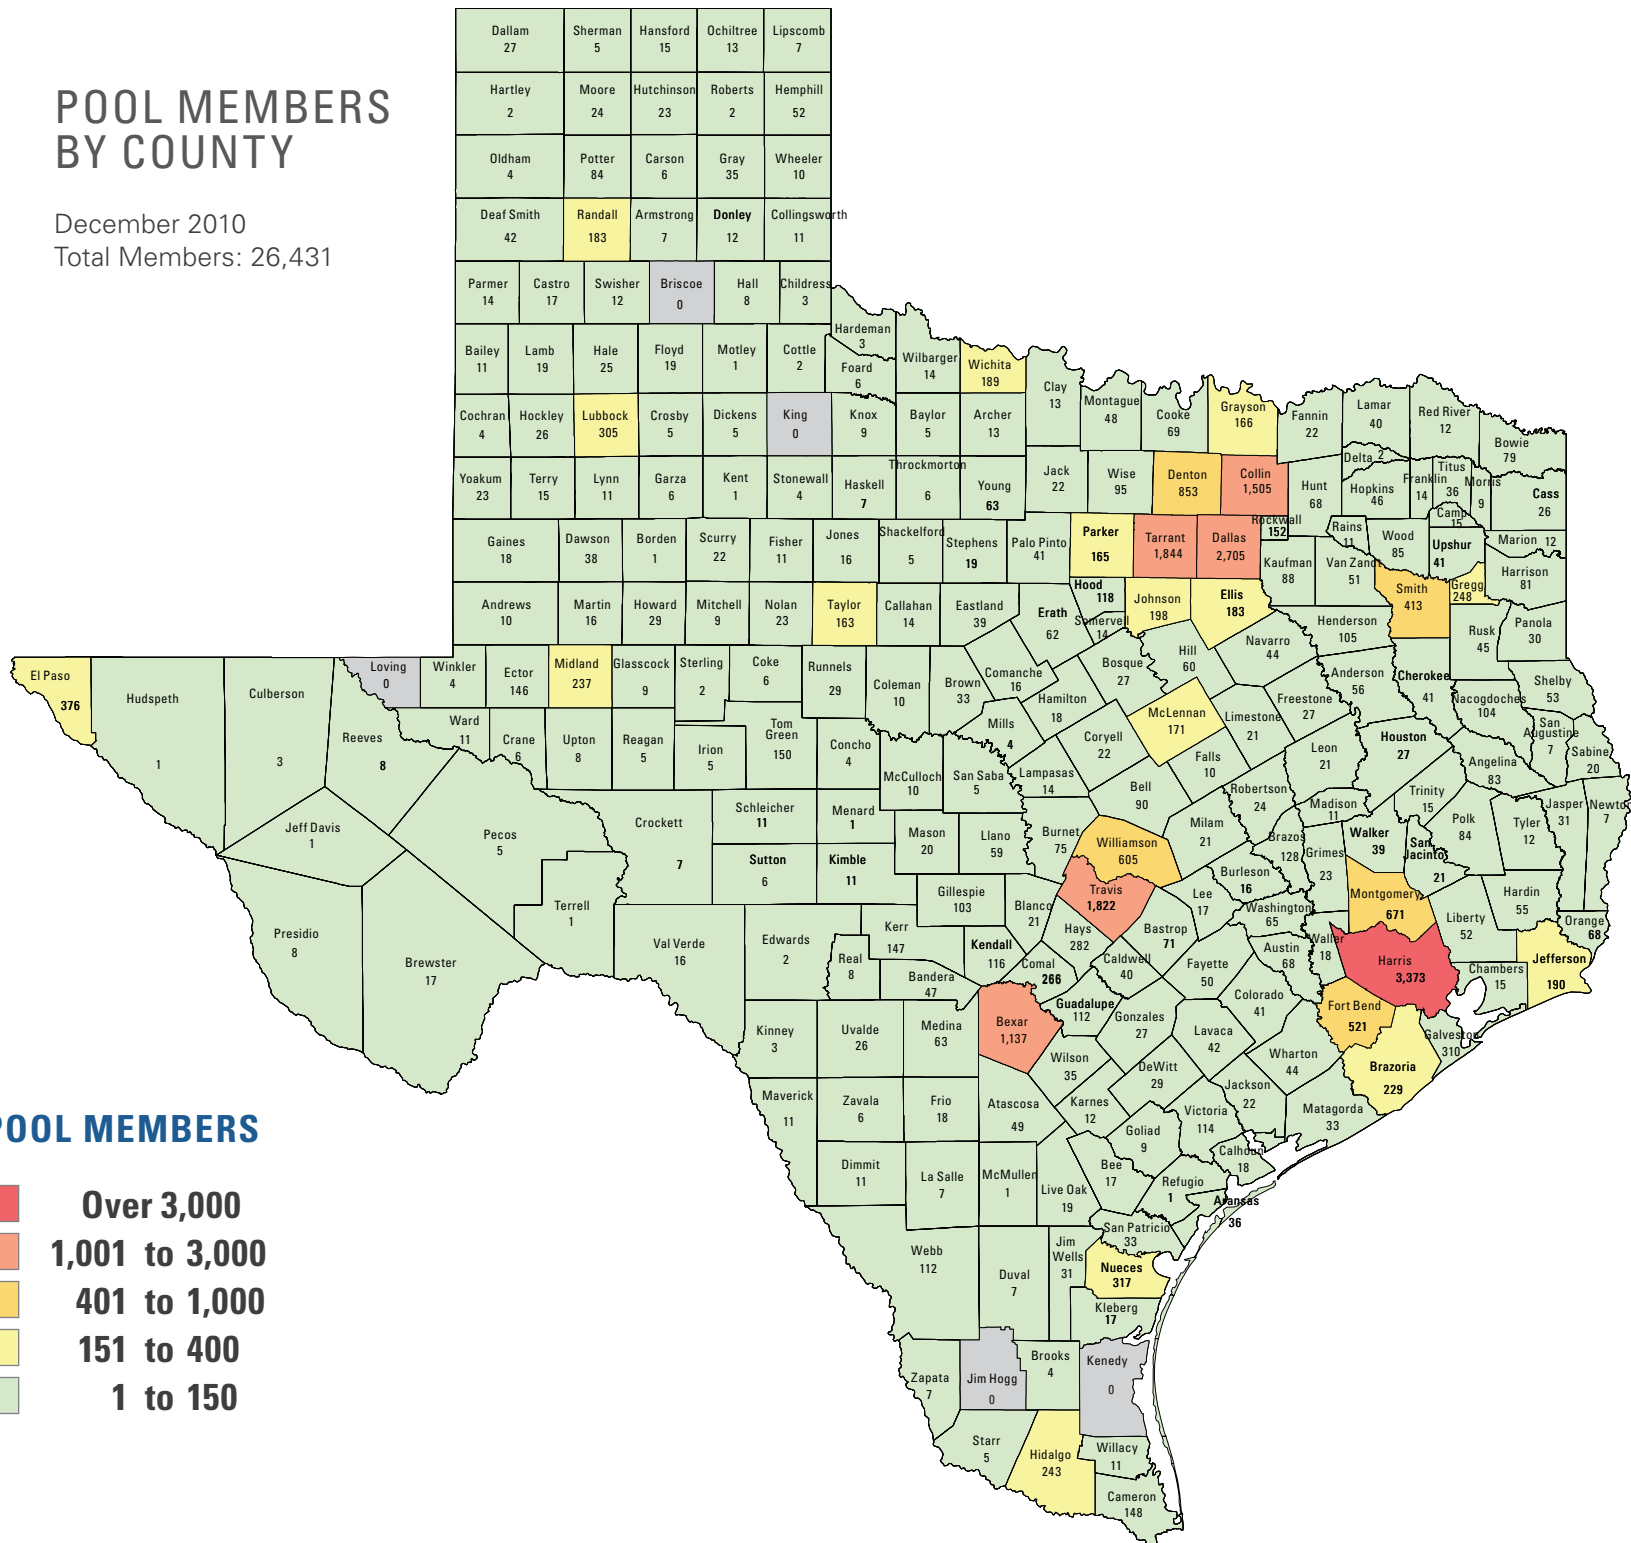 POOL MEMBERS
BY COUNTY
December 2010
Total Members: 26,431
Dallam
27
Sherman
5
Hansford
15
Ochiltree
13
Lipscomb
7
Hartley
2
Moore
24
Hutchinson
23
Roberts
2
Hemphill
52
Oldham
4
Potter
84
Carson
6
Gray
35
Wheeler
10
Deaf Smith
42
Randall
183
Armstrong
7
Donley
12
Collingsworth
11
Parmer
14
Castro
17
Swisher
12
Briscoe
0
Hall
8
Childress
3
Hardeman
3
Bailey
11
Lamb
19
Hale
25
Floyd
19
Motley
1
Cottle
2
Foard
6
Wilbarger
14
Wichita
189
Clay
13
Montague
48
Cooke
69
Grayson
166
Fannin
22
Lamar
40
Red River
12
Bowie
79
Cochran
4
Hockley
26
Lubbock
305
Crosby
5
Dickens
5
King
0
Knox
9
Baylor
5
Archer
13
Yoakum
23
Terry
15
Lynn
11
Garza
6
Kent
1
Stonewall
4
Haskell
7
Throckmorton
6
Young
63
Jack
22
Wise
95
Denton
853
Collin
1,505
Hunt
68
Delta 2
Hopkins
46
Franklin
14
Titus
36
Morris
9
Cass
26
Camp
15
Gaines
18
Dawson
38
Borden
1
Scurry
22
Fisher
11
Jones
16
Shackelford
5
Stephens
19
Palo Pinto
41
Parker
165
Tarrant
1,844
Dallas
2,705
Rockwall
152
Kaufman
88
Rains
11
Van Zandt
51
Wood
85
Upshur
41
Marion 12
Harrison
81
Gregg
248
Smith
413
Andrews
10
Martin
16
Howard
29
Mitchell
9
Nolan
23
Taylor
163
Callahan
14
Eastland
39
Erath
62
Hood
118
Somervell
14
Johnson
198
Ellis
183
Navarro
44
Henderson
105
Rusk
45
Panola
30
El Paso
376
Hudspeth
1
Culberson
3
Reeves
8
Loving
0
Winkler
4
Ector
146
Midland
237
Glasscock
9
Sterling
2
Coke
6
Runnels
29
Coleman
10
Brown
33
Comanche
16
Hamilton
18
Bosque
27
Hill
60
McLennan
171
Limestone
21
Freestone
27
Anderson
56
Cherokee
41
Nacogdoches
104
Shelby
53
Ward
11
Crane
6
Upton
8
Reagan
5
Irion
5
Tom
Green
150
Concho
4
McCulloch
10
San Saba
5
Mills
4
Lampasas
14
Coryell
22
Bell
90
Falls
10
Robertson
24
Leon
21
Houston
27
Trinity
15
Angelina
83
San
Augustine
7
Sabine
20
Jeff Davis
1
Pecos
5
Crockett
7
Schleicher
11
Menard
1
Mason
20
Llano
59
Burnet
75
Williamson
605
Milam
21
Brazos
128
Madison
11
Grimes
23
Walker
39
San
Jacinto
21
Polk
84
Tyler
12
Jasper
31
Newto
7
Sutton
6
Kimble
11
Terrell
1
Presidio
8
Brewster
17
Val Verde
16
Edwards
2
Real
8
Kerr
147
Bandera
47
Gillespie
103
Kendall
116
Blanco
21
Comal
266
Hays
282
Travis
1,822
Bastrop
71
Lee
17
Burleson
16
Washington
65
Austin
68
Waller
18
Montgomery
671
Liberty
52
Hardin
55
Orange
68
Jefferson
190
Chambers
15
Harris
3,373
Fort Bend
521
Galveston
310
Brazoria
229
Caldwell
40
Fayette
50
Colorado
41
Guadalupe
112
Gonzales
27
Lavaca
42
Wharton
44
Kinney
3
Uvalde
26
Medina
63
Bexar
1,137
Wilson
35
DeWitt
29
Jackson
22
Matagorda
33
Maverick
11
Zavala
6
Frio
18
Atascosa
49
Karnes
12
Goliad
9
Victoria
114
Calhoun
18
Dimmit
11
La Salle
7
McMullen
1
Live Oak
19
Bee
17
Refugio
1
Aransas
36
San Patricio
33
Webb
112
Duval
7
Jim
Wells
31
Nueces
317
Kleberg
17
Zapata
7
Jim Hogg
0
Brooks
4
Kenedy
0
Starr
5
Hidalgo
243
Willacy
11
Cameron
148
POOL MEMBERS
Over 3,000
1,001 to 3,000
401 to 1,000
151 to 400
1 to 150